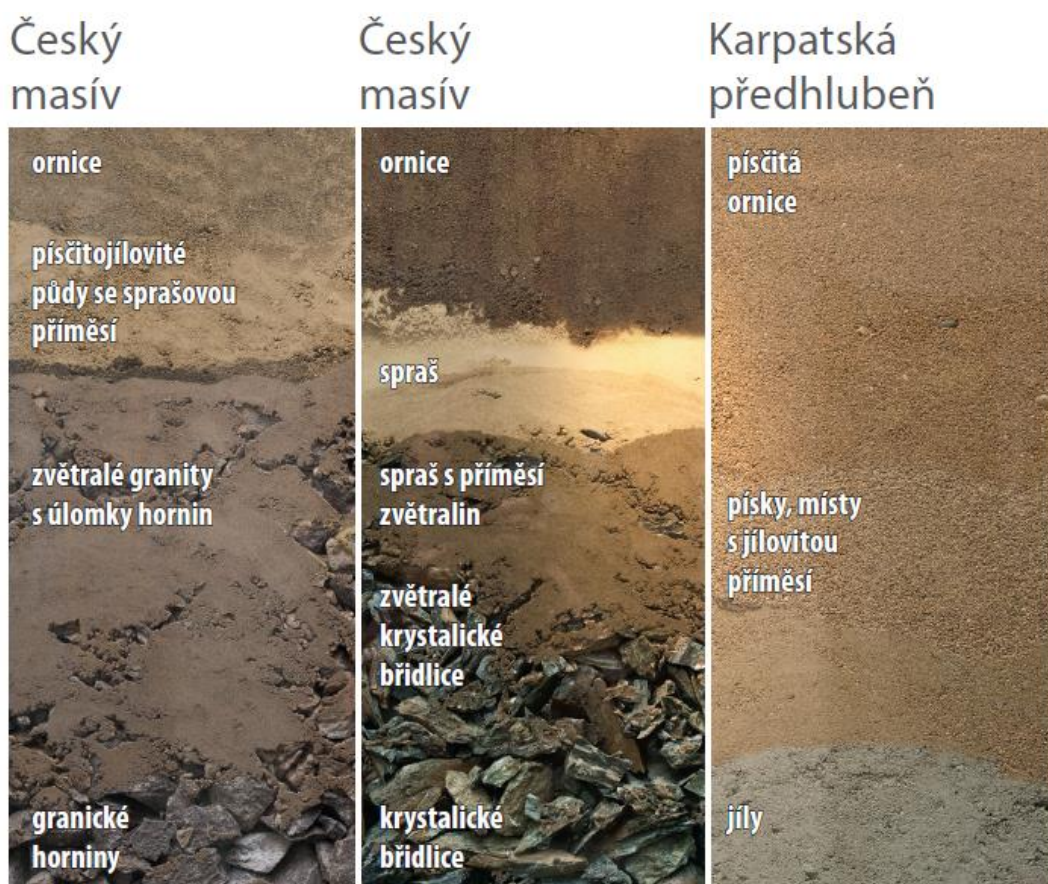 Český
masív
ornice
písčitojílovité
půdy se sprašovou
příměsí
zvětralé granity
s úlomky hornin
granické
horniny
Český
masív
ornice
spraš
spraš s příměsí
zvětralin
zvětralé
krystalické
břidlice
krystalické
břidlice
Karpatská
předhlubeň
písčitá
ornice
písky, místy
s jílovitou
příměsí
jíly